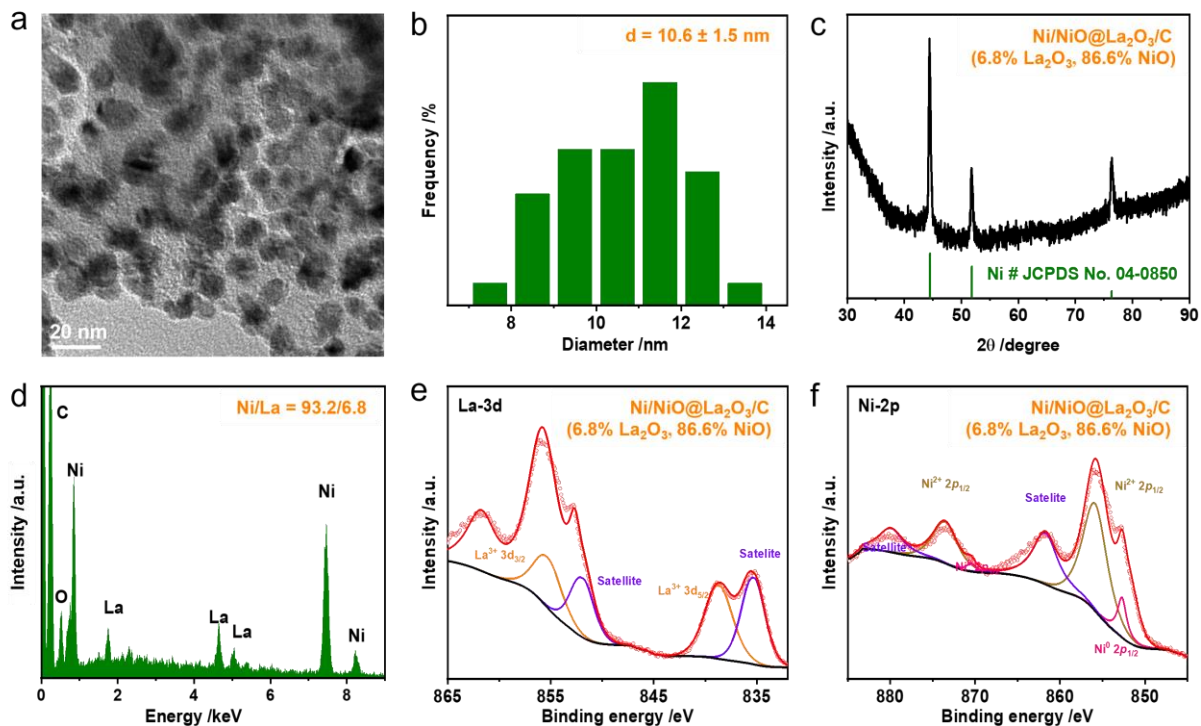 a
20 nm
b
d = 10.6 ± 1.5 nm
Frequency /%
8
10
12
14
Diameter /nm
c
Ni/NiO@La₂O₃/C
(6.8% La₂O₃, 86.6% NiO)
Intensity /a.u.
Ni # JCPDS No. 04-0850
30
40
50
60
70
80
90
2θ /degree
d
Ni/La = 93.2/6.8
C
Ni
O
La
La
La
Ni
Ni
Intensity /a.u.
0
2
4
6
8
Energy /keV
e
La-3d
Ni/NiO@La₂O₃/C
(6.8% La₂O₃, 86.6% NiO)
Intensity /a.u.
La³⁺ 3d₃/₂
Satellite
La³⁺ 3d₅/₂
Satelite
865
855
845
835
Binding energy /eV
f
Ni-2p
Ni/NiO@La₂O₃/C
(6.8% La₂O₃, 86.6% NiO)
Intensity /a.u.
Ni²⁺ 2p₁/₂
Satelite
Ni²⁺ 2p₁/₂
Satellite
Ni⁰ 2p₁/₂
880
870
860
850
Binding energy /eV